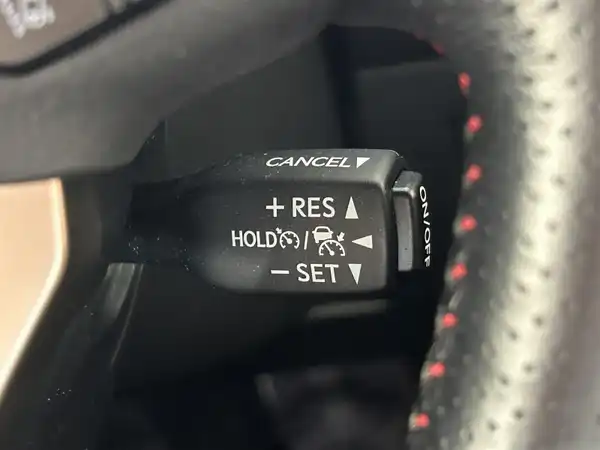 CANCEL▼
+ RES ▲
HOLD / ◀
− SET ▼
ON/OFF